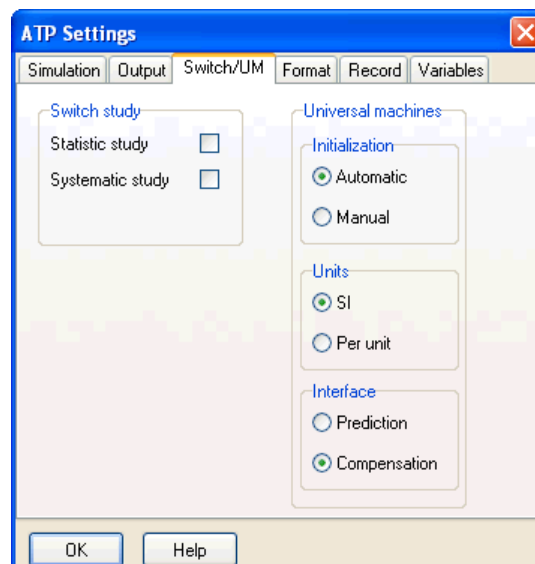 ATP Settings
Simulation Output Switch/UM Format Record Variables
Switch study
Statistic study
Systematic study
Universal machines
Initialization
Automatic
Manual
Units
SI
Per unit
Interface
Prediction
Compensation
OK Help